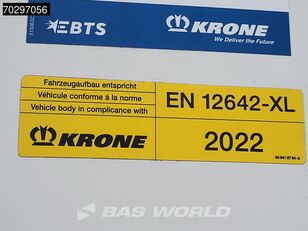 70297056
EBTS
KRONE
We Deliver the Future
Fahrzeugaufbau entspricht
Véhicule conforme à la norme
Vehicle body in compliance with
EN 12642-XL
KRONE
2022
BAS WORLD